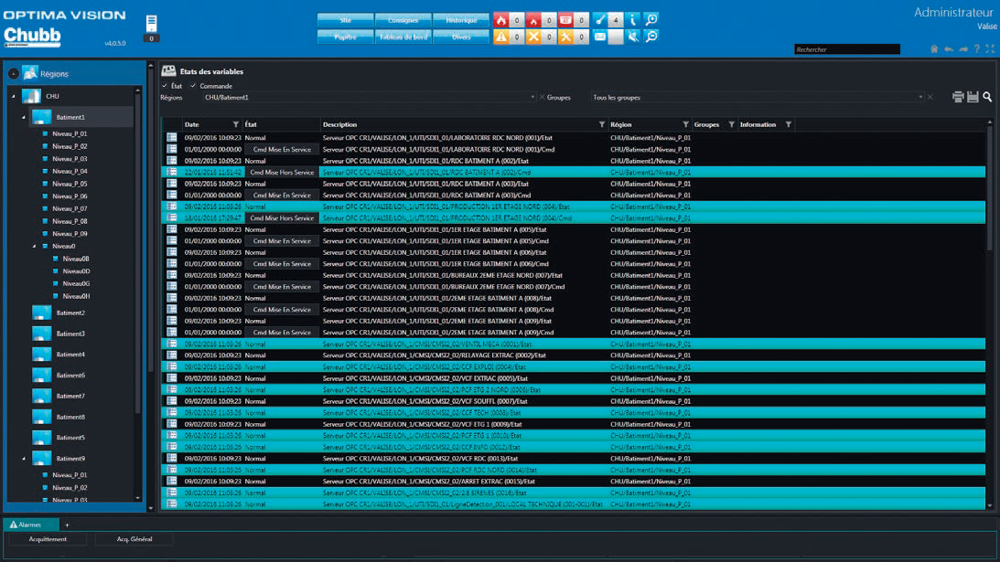 OPTIMA VISION
Chubb
v4.0.5.0
0
Site
Consignes
Historique
Pupitre
Tableau de bord
Divers
0
0
0
4
0
0
0
Administrateur
Valise
Rechercher
Régions
CHU
Batiment1
Niveau_P_01
Niveau_P_02
Niveau_P_03
Niveau_P_04
Niveau_P_05
Niveau_P_06
Niveau_P_07
Niveau_P_08
Niveau_P_09
Niveau0
Niveau0B
Niveau0D
Niveau0G
Niveau0H
Batiment2
Batiment3
Batiment4
Batiment6
Batiment7
Batiment8
Batiment5
Batiment9
Niveau_P_01
Niveau_P_02
Niveau_P_03
Etats des variables
État Commande
Régions CHU/Batiment1 Groupes Tous les groupes
Date État Description Région Groupes Information
09/02/2016 10:09:23 Normal Serveur OPC CR1/VALISE/LON_1/UTI/SDI1_01/LABORATOIRE RDC NORD (001)/Etat CHU/Batiment1/Niveau_P_01
01/01/2000 00:00:00 Cmd Mise En Service Serveur OPC CR1/VALISE/LON_1/UTI/SDI1_01/LABORATOIRE RDC NORD (001)/Cmd CHU/Batiment1/Niveau_P_01
09/02/2016 10:09:23 Normal Serveur OPC CR1/VALISE/LON_1/UTI/SDI1_01/RDC BATIMENT A (002)/Etat CHU/Batiment1/Niveau_P_01
22/01/2016 11:51:42 Cmd Mise Hors Service Serveur OPC CR1/VALISE/LON_1/UTI/SDI1_01/RDC BATIMENT A (002)/Cmd CHU/Batiment1/Niveau_P_01
09/02/2016 10:09:23 Normal Serveur OPC CR1/VALISE/LON_1/UTI/SDI1_01/RDC BATIMENT A (003)/Etat CHU/Batiment1/Niveau_P_01
01/01/2000 00:00:00 Cmd Mise En Service Serveur OPC CR1/VALISE/LON_1/UTI/SDI1_01/RDC BATIMENT A (003)/Cmd CHU/Batiment1/Niveau_P_01
09/02/2016 11:03:26 Normal Serveur OPC CR1/VALISE/LON_1/UTI/SDI1_01/PRODUCTION 1ER ETAGE NORD (004)/Etat CHU/Batiment1/Niveau_P_01
18/01/2016 17:29:47 Cmd Mise Hors Service Serveur OPC CR1/VALISE/LON_1/UTI/SDI1_01/PRODUCTION 1ER ETAGE NORD (004)/Cmd CHU/Batiment1/Niveau_P_01
09/02/2016 10:09:23 Normal Serveur OPC CR1/VALISE/LON_1/UTI/SDI1_01/1ER ETAGE BATIMENT A (005)/Etat CHU/Batiment1/Niveau_P_01
01/01/2000 00:00:00 Cmd Mise En Service Serveur OPC CR1/VALISE/LON_1/UTI/SDI1_01/1ER ETAGE BATIMENT A (005)/Cmd CHU/Batiment1/Niveau_P_01
09/02/2016 10:09:23 Normal Serveur OPC CR1/VALISE/LON_1/UTI/SDI1_01/1ER ETAGE BATIMENT A (006)/Etat CHU/Batiment1/Niveau_P_01
01/01/2000 00:00:00 Cmd Mise En Service Serveur OPC CR1/VALISE/LON_1/UTI/SDI1_01/1ER ETAGE BATIMENT A (006)/Cmd CHU/Batiment1/Niveau_P_01
09/02/2016 10:09:23 Normal Serveur OPC CR1/VALISE/LON_1/UTI/SDI1_01/BUREAUX 2EME ETAGE NORD (007)/Etat CHU/Batiment1/Niveau_P_01
01/01/2000 00:00:00 Cmd Mise En Service Serveur OPC CR1/VALISE/LON_1/UTI/SDI1_01/BUREAUX 2EME ETAGE NORD (007)/Cmd CHU/Batiment1/Niveau_P_01
09/02/2016 10:09:23 Normal Serveur OPC CR1/VALISE/LON_1/UTI/SDI1_01/2EME ETAGE BATIMENT A (008)/Etat CHU/Batiment1/Niveau_P_01
01/01/2000 00:00:00 Cmd Mise En Service Serveur OPC CR1/VALISE/LON_1/UTI/SDI1_01/2EME ETAGE BATIMENT A (008)/Cmd CHU/Batiment1/Niveau_P_01
09/02/2016 10:09:23 Normal Serveur OPC CR1/VALISE/LON_1/UTI/SDI1_01/2EME ETAGE BATIMENT A (009)/Etat CHU/Batiment1/Niveau_P_01
01/01/2000 00:00:00 Cmd Mise En Service Serveur OPC CR1/VALISE/LON_1/UTI/SDI1_01/2EME ETAGE BATIMENT A (009)/Cmd CHU/Batiment1/Niveau_P_01
09/02/2016 11:03:26 Normal Serveur OPC CR1/VALISE/LON_1/CMSI/CMSI2_02/VENTIL MECA (0001)/Etat CHU/Batiment1/Niveau_P_01
09/02/2016 10:09:23 Normal Serveur OPC CR1/VALISE/LON_1/CMSI/CMSI2_02/RELAYAGE EXTRAC (0002)/Etat CHU/Batiment1/Niveau_P_01
09/02/2016 11:03:26 Normal Serveur OPC CR1/VALISE/LON_1/CMSI/CMSI2_02/CCF EXPLOI (0004)/Etat CHU/Batiment1/Niveau_P_01
09/02/2016 10:09:23 Normal Serveur OPC CR1/VALISE/LON_1/CMSI/CMSI2_02/VCF EXTRAC (0005)/Etat CHU/Batiment1/Niveau_P_01
09/02/2016 11:03:26 Normal Serveur OPC CR1/VALISE/LON_1/CMSI/CMSI2_02/PCF ETG 2 NORD (0006)/Etat CHU/Batiment1/Niveau_P_01
09/02/2016 10:09:23 Normal Serveur OPC CR1/VALISE/LON_1/CMSI/CMSI2_02/VCF SOUFFL (0007)/Etat CHU/Batiment1/Niveau_P_01
09/02/2016 11:03:26 Normal Serveur OPC CR1/VALISE/LON_1/CMSI/CMSI2_02/CCF TECH (0008)/Etat CHU/Batiment1/Niveau_P_01
09/02/2016 10:09:23 Normal Serveur OPC CR1/VALISE/LON_1/CMSI/CMSI2_02/VCF ETG 1 (0009)/Etat CHU/Batiment1/Niveau_P_01
09/02/2016 11:03:26 Normal Serveur OPC CR1/VALISE/LON_1/CMSI/CMSI2_02/PCF ETG 1 (0010)/Etat CHU/Batiment1/Niveau_P_01
09/02/2016 11:03:26 Normal Serveur OPC CR1/VALISE/LON_1/CMSI/CMSI2_02/CCF INFO (0012)/Etat CHU/Batiment1/Niveau_P_01
09/02/2016 10:09:23 Normal Serveur OPC CR1/VALISE/LON_1/CMSI/CMSI2_02/VCF RDC (0013)/Etat CHU/Batiment1/Niveau_P_01
09/02/2016 11:03:26 Normal Serveur OPC CR1/VALISE/LON_1/CMSI/CMSI2_02/PCF RDC NORD (0014)/Etat CHU/Batiment1/Niveau_P_01
09/02/2016 10:09:23 Normal Serveur OPC CR1/VALISE/LON_1/CMSI/CMSI2_02/ARRET EXTRAC (0015)/Etat CHU/Batiment1/Niveau_P_01
09/02/2016 11:03:26 Normal Serveur OPC CR1/VALISE/LON_1/CMSI/CMSI2_02/2.8 SIRENES (0016)/Etat CHU/Batiment1/Niveau_P_01
09/02/2016 11:03:26 Normal Serveur OPC CR1/VALISE/LON_1/UTI/SDI1_01/LigneDetection_001/LOCAL TECHNIQUE (001-001)/Etat CHU/Batiment1/Niveau_P_01
Alarmes +
Acquittement Acq. Général